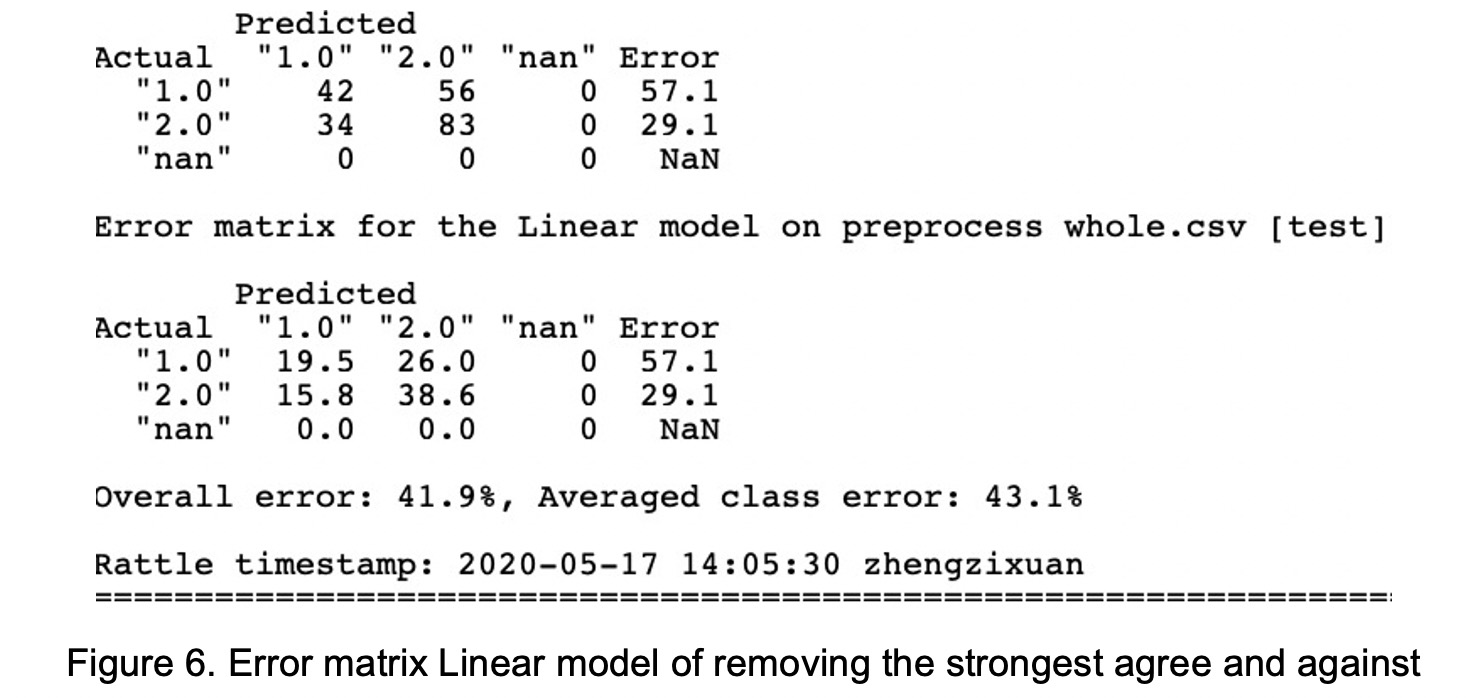 Predicted
Actual "1.0" "2.0" "nan" Error
"1.0" 42 56 0 57.1
"2.0" 34 83 0 29.1
"nan" 0 0 0 NaN
Error matrix for the Linear model on preprocess whole.csv [test]
Predicted
Actual "1.0" "2.0" "nan" Error
"1.0" 19.5 26.0 0 57.1
"2.0" 15.8 38.6 0 29.1
"nan" 0.0 0.0 0 NaN
Overall error: 41.9%, Averaged class error: 43.1%
Rattle timestamp: 2020-05-17 14:05:30 zhengzixuan
=================================================================
Figure 6. Error matrix Linear model of removing the strongest agree and against